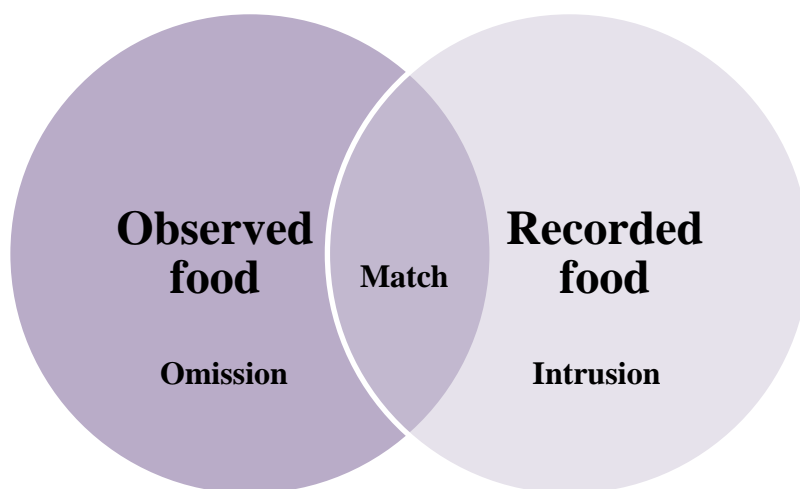 Observed
food
Omission
Match
Recorded
food
Intrusion